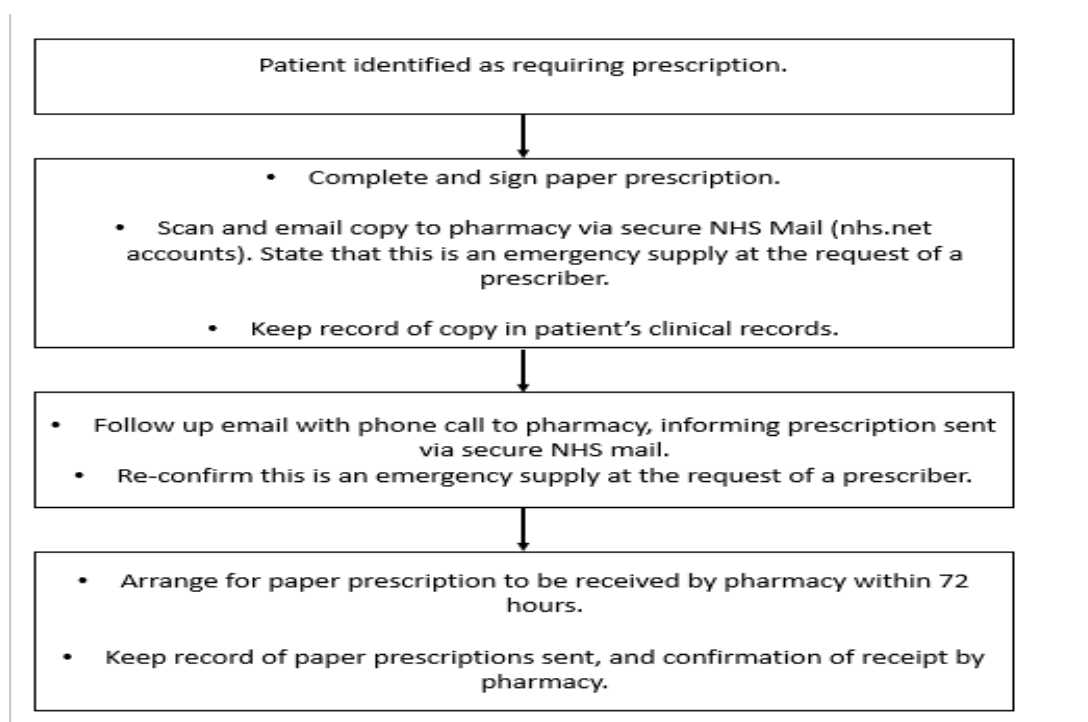 Patient identified as requiring prescription.
• Complete and sign paper prescription.
• Scan and email copy to pharmacy via secure NHS Mail (nhs.net
accounts). State that this is an emergency supply at the request of a
prescriber.
• Keep record of copy in patient’s clinical records.
• Follow up email with phone call to pharmacy, informing prescription sent
via secure NHS mail.
• Re-confirm this is an emergency supply at the request of a prescriber.
• Arrange for paper prescription to be received by pharmacy within 72
hours.
• Keep record of paper prescriptions sent, and confirmation of receipt by
pharmacy.